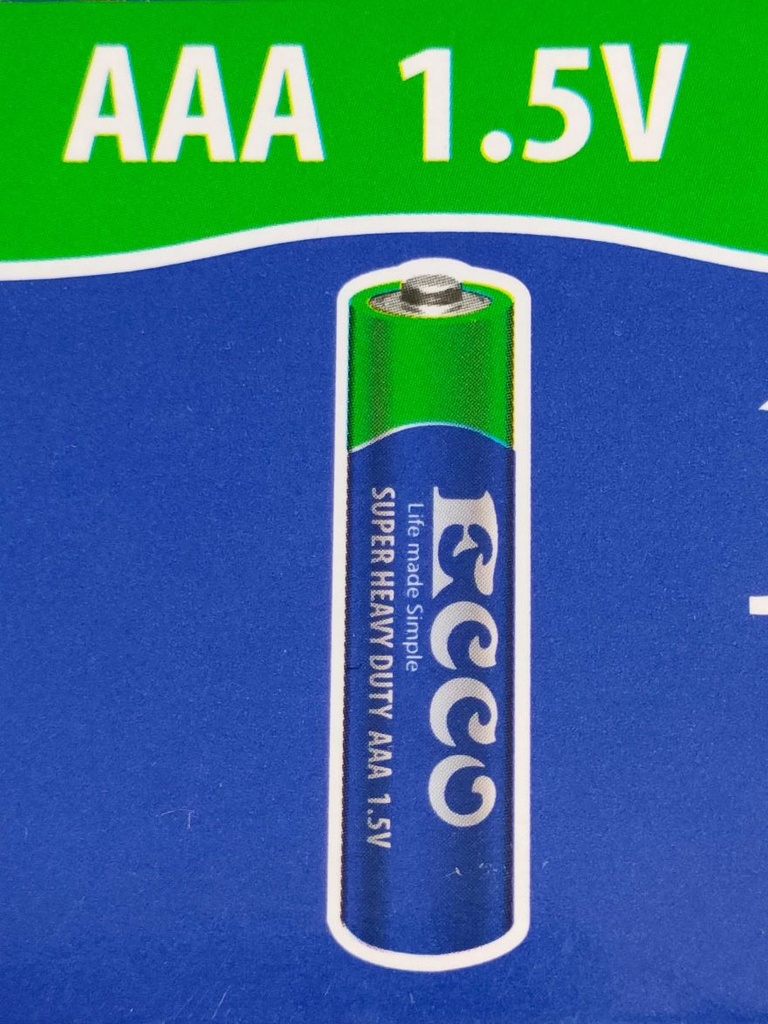 AAA 1.5V
ECCO
Life made Simple
SUPER HEAVY DUTY AAA 1.5V